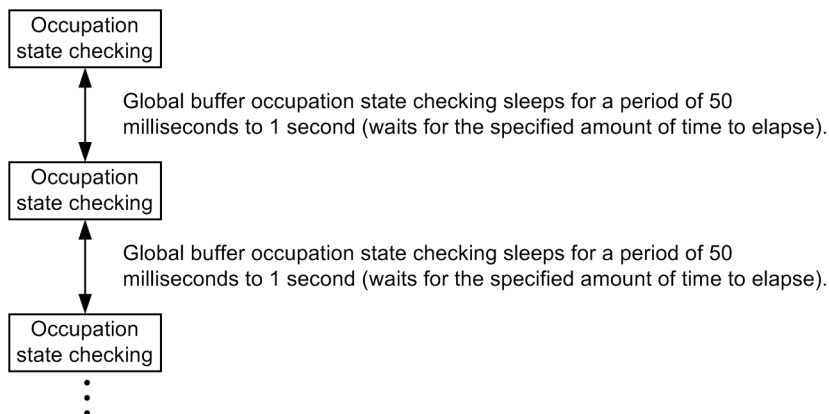 Occupation
state checking
Global buffer occupation state checking sleeps for a period of 50
milliseconds to 1 second (waits for the specified amount of time to elapse).
Occupation
state checking
Global buffer occupation state checking sleeps for a period of 50
milliseconds to 1 second (waits for the specified amount of time to elapse).
Occupation
state checking